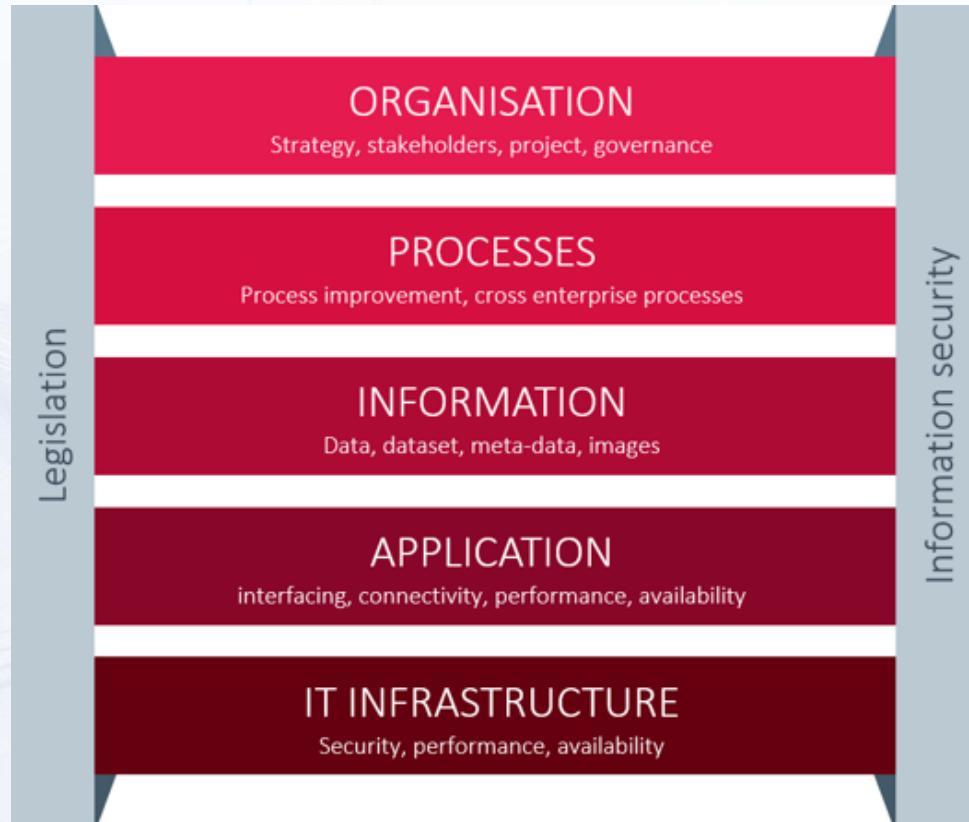 Legislation
ORGANISATION
Strategy, stakeholders, project, governance
PROCESSES
Process improvement, cross enterprise processes
INFORMATION
Data, dataset, meta-data, images
APPLICATION
interfacing, connectivity, performance, availability
IT INFRASTRUCTURE
Security, performance, availability
Information security